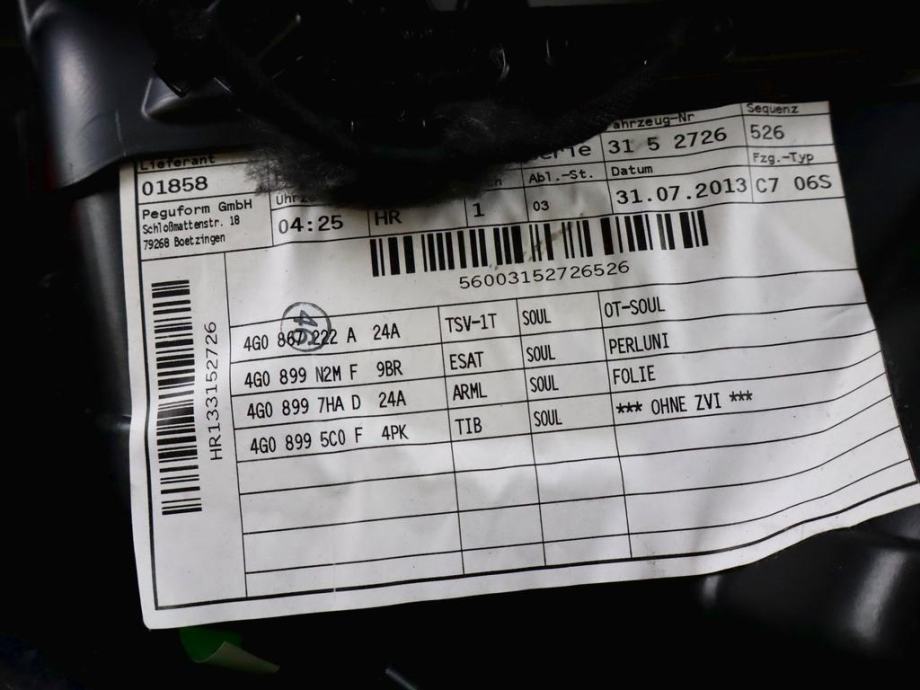 Lieferant
01858
Peguform GmbH
Schloßmattenstr. 18
79268 Boetzingen
04:25
HR
1
Abl.-St.
03
31 5 2726
Datum
31.07.2013
Sequenz
526
Fzg.-Typ
C7 06S
56003152726526
HR133152726
4G0 867 222 A 24A TSV-1T SOUL OT-SOUL
4G0 899 N2M F 9BR ESAT SOUL PERLUNI
4G0 899 7HA D 24A ARML SOUL FOLIE
4G0 899 5C0 F 4PK TIB SOUL *** OHNE ZVI ***